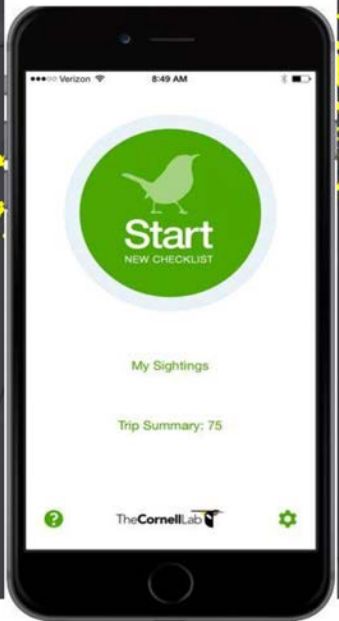 Verizon 8:49 AM
Start
NEW CHECKLIST
My Sightings
Trip Summary: 75
? TheCornellLab